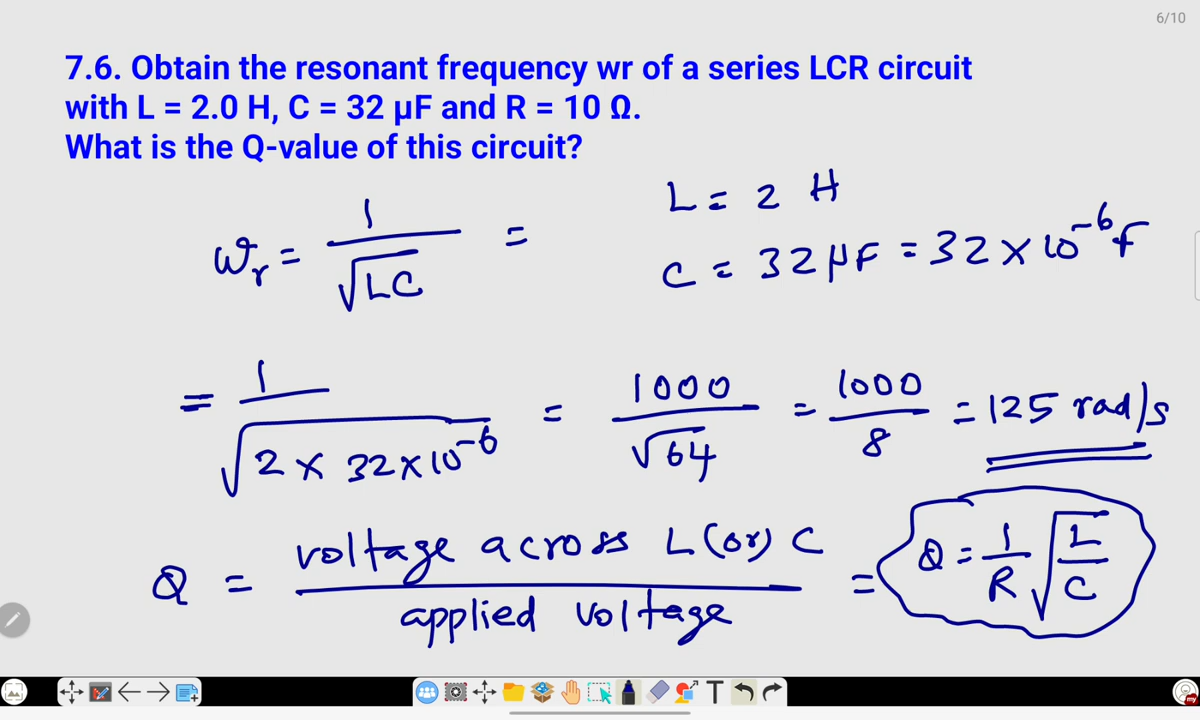 6/10
7.6. Obtain the resonant frequency wr of a series LCR circuit
with L = 2.0 H, C = 32 μF and R = 10 Ω.
What is the Q-value of this circuit?
L = 2 H
ωr = 1/√LC =
C = 32 μF = 32 × 10⁻⁶ F
= 1/√(2 × 32 × 10⁻⁶) = 1000/√64 = 1000/8 = 125 rad/s
Q = voltage across L (or) C / applied voltage = Q = 1/R √(L/C)
T
my